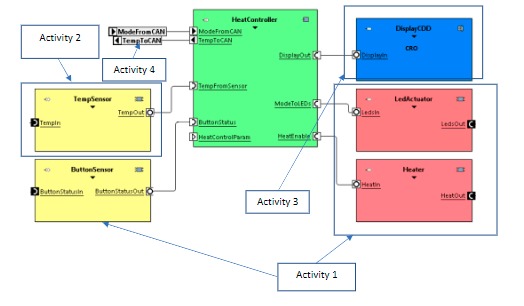 HeatController
DisplayCDD
CRO
Activity 2
ModeFromCAN
ModeFromCAN
TempToCAN
TempToCAN
DisplayOut
DisplayIn
Activity 4
TempSensor
TempOut
TempIn
TempFromSensor
ModeToLEDs
LedActuator
LedsIn
LedsOut
ButtonStatus
HeatControlParam
HeatEnable
ButtonSensor
ButtonStatusIn
ButtonStatusOut
Heater
HeatIn
HeatOut
Activity 3
Activity 1